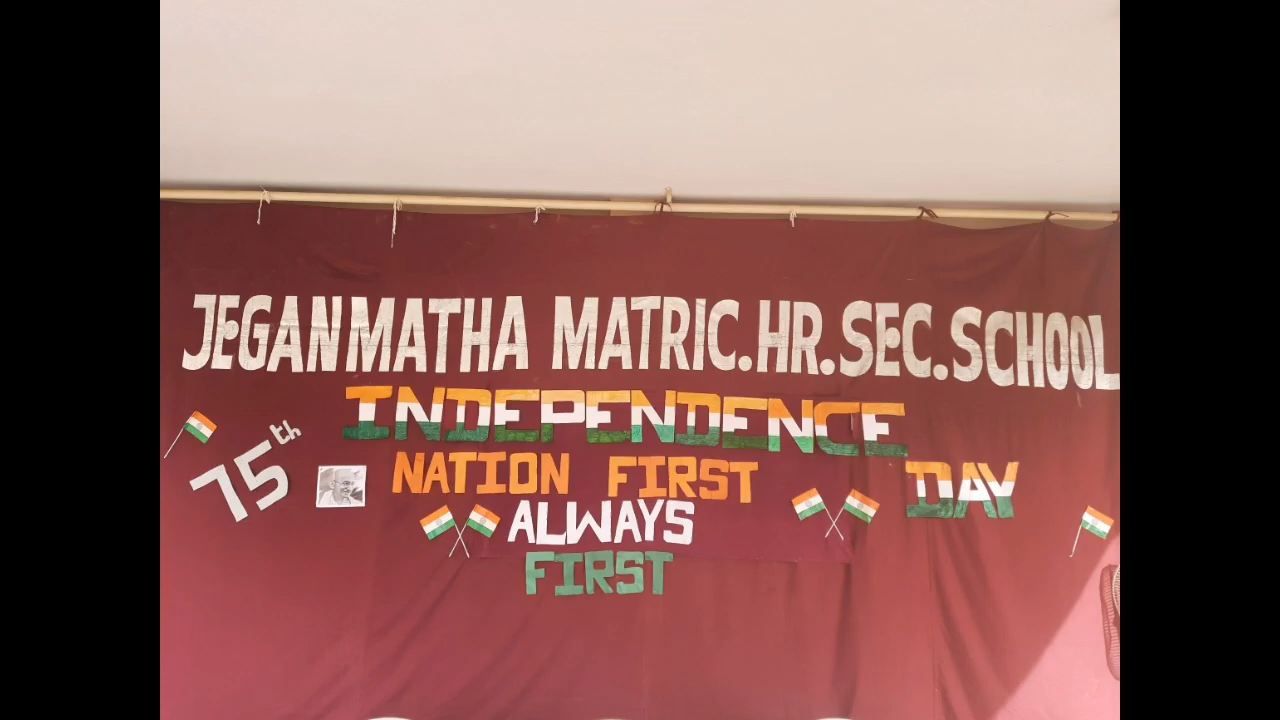 JEGANMATHA MATRIC.HR.SEC.SCHOOL
75th INDEPENDENCE DAY
NATION FIRST
ALWAYS
FIRST